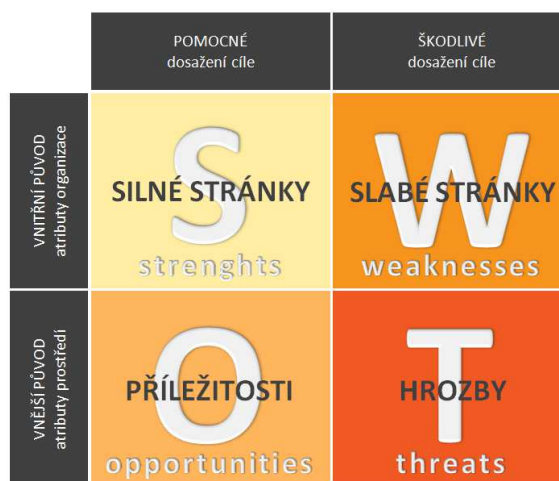 POMOCNÉ
dosažení cíle
ŠKODLIVÉ
dosažení cíle
VNITŘNÍ PŮVOD
atributy organizace
S
SILNÉ STRÁNKY
strenghts
W
SLABÉ STRÁNKY
weaknesses
VNĚJŠÍ PŮVOD
atributy prostředí
O
PŘÍLEŽITOSTI
opportunities
T
HROZBY
threats